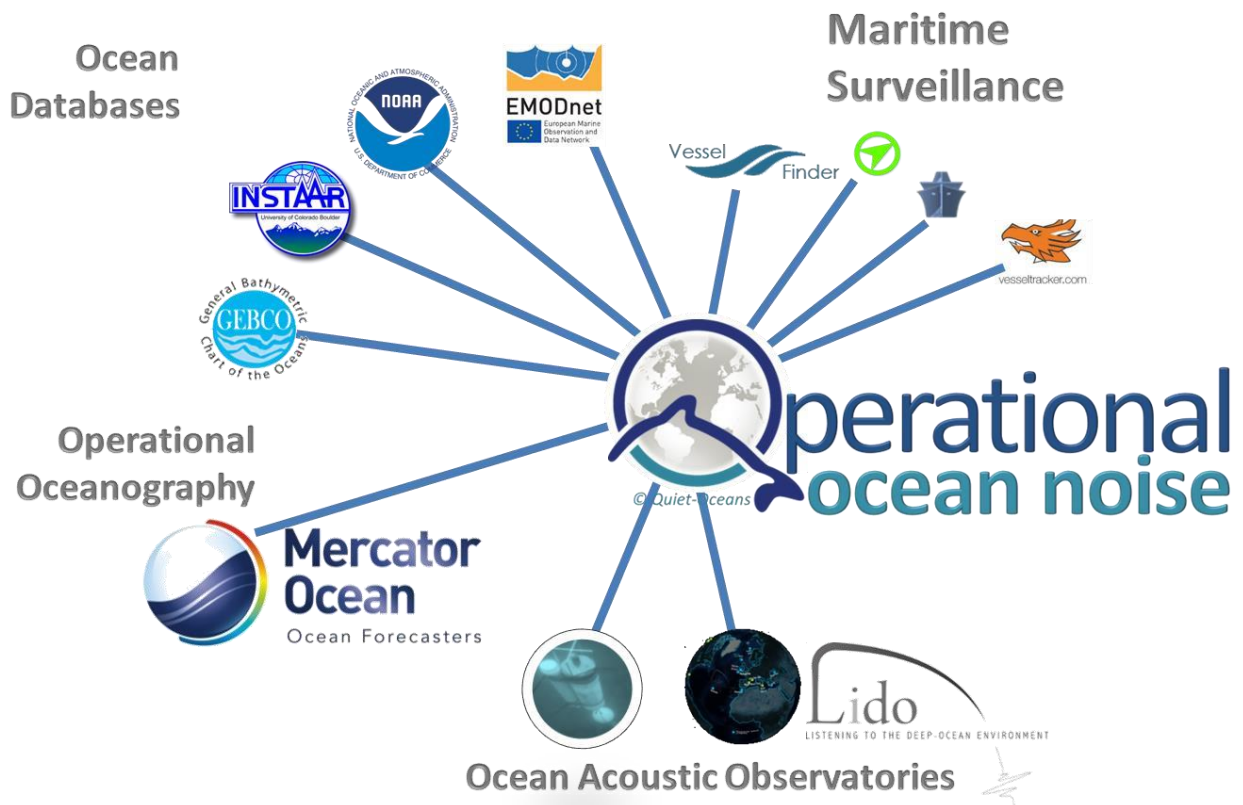 Ocean
Databases
Maritime
Surveillance
NATIONAL OCEANIC AND ATMOSPHERIC ADMINISTRATION
NOAA
U.S. DEPARTMENT OF COMMERCE
EMODnet
European Marine
Observation and
Data Network
Vessel
Finder
INSTAAR
University of Colorado Boulder
vesseltracker.com
General Bathymetric
GEBCO
Chart of the Oceans
perational
ocean noise
© Quiet-Oceans
Operational
Oceanography
Mercator
Ocean
Ocean Forecasters
Lido
LISTENING TO THE DEEP-OCEAN ENVIRONMENT
Ocean Acoustic Observatories